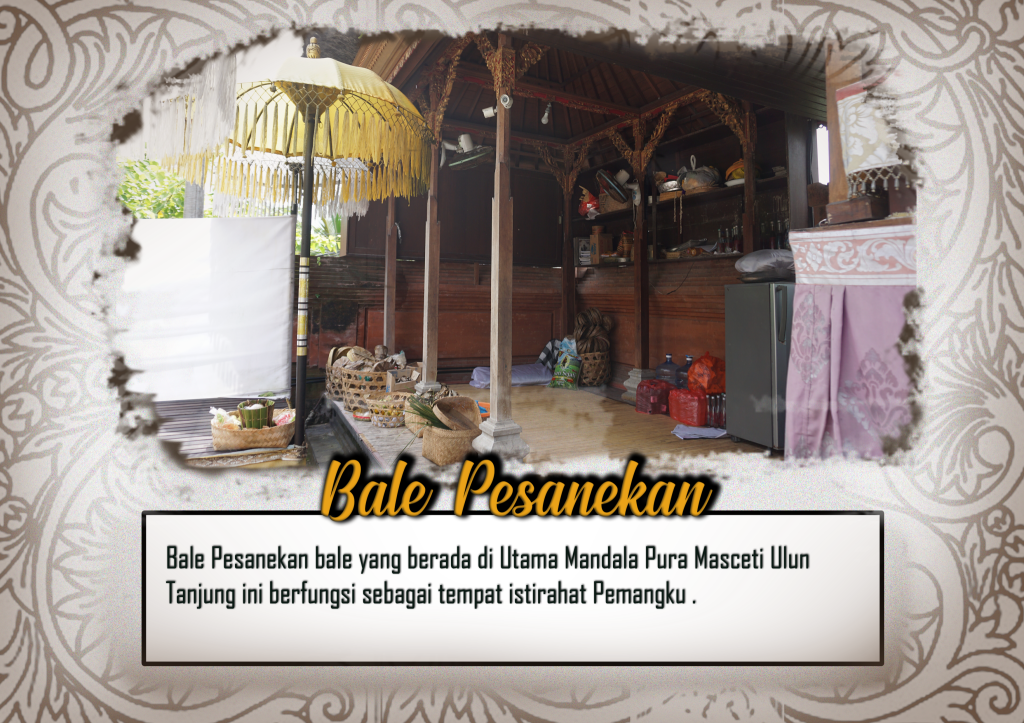 Bale Pesanekan
Bale Pesanekan bale yang berada di Utama Mandala Pura Masceti Ulun
Tanjung ini berfungsi sebagai tempat istirahat Pemangku .